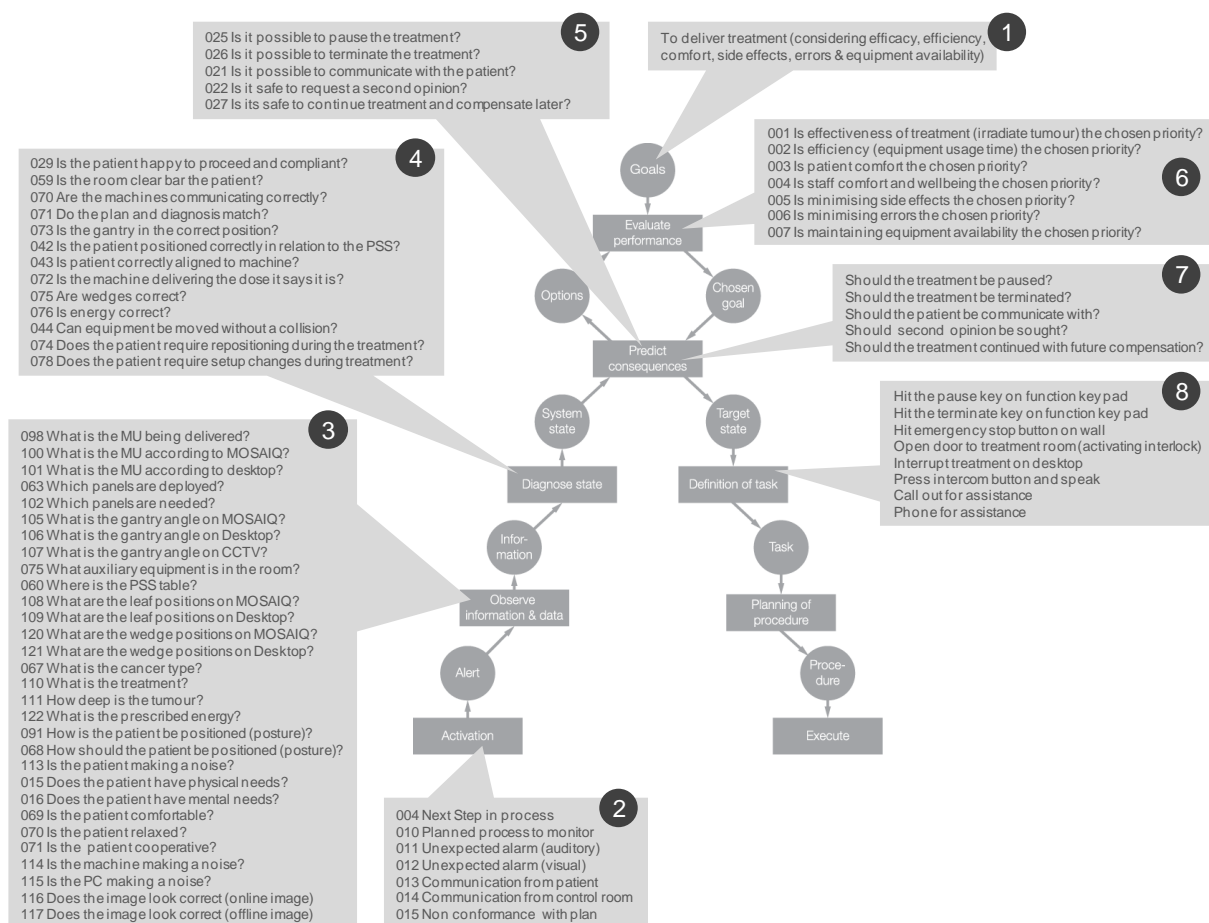 5
025 Is it possible to pause the treatment?
026 Is it possible to terminate the treatment?
021 Is it possible to communicate with the patient?
022 Is it safe to request a second opinion?
027 Is its safe to continue treatment and compensate later?
1
To deliver treatment (considering efficacy, efficiency,
comfort, side effects, errors & equipment availability)
4
029 Is the patient happy to proceed and compliant?
059 Is the room clear bar the patient?
070 Are the machines communicating correctly?
071 Do the plan and diagnosis match?
073 Is the gantry in the correct position?
042 Is the patient positioned correctly in relation to the PSS?
043 Is patient correctly aligned to machine?
072 Is the machine delivering the dose it says it is?
075 Are wedges correct?
076 Is energy correct?
044 Can equipment be moved without a collision?
074 Does the patient require repositioning during the treatment?
078 Does the patient require setup changes during treatment?
6
001 Is effectiveness of treatment (irradiate tumour) the chosen priority?
002 Is efficiency (equipment usage time) the chosen priority?
003 Is patient comfort the chosen priority?
004 Is staff comfort and wellbeing the chosen priority?
005 Is minimising side effects the chosen priority?
006 Is minimising errors the chosen priority?
007 Is maintaining equipment availability the chosen priority?
7
Should the treatment be paused?
Should the treatment be terminated?
Should the patient be communicate with?
Should second opinion be sought?
Should the treatment continued with future compensation?
8
Hit the pause key on function key pad
Hit the terminate key on function key pad
Hit emergency stop button on wall
Open door to treatment room (activating interlock)
Interrupt treatment on desktop
Press intercom button and speak
Call out for assistance
Phone for assistance
3
098 What is the MU being delivered?
100 What is the MU according to MOSAIQ?
101 What is the MU according to desktop?
063 Which panels are deployed?
102 Which panels are needed?
105 What is the gantry angle on MOSAIQ?
106 What is the gantry angle on Desktop?
107 What is the gantry angle on CCTV?
075 What auxiliary equipment is in the room?
060 Where is the PSS table?
108 What are the leaf positions on MOSAIQ?
109 What are the leaf positions on Desktop?
120 What are the wedge positions on MOSAIQ?
121 What are the wedge positions on Desktop?
067 What is the cancer type?
110 What is the treatment?
111 How deep is the tumour?
122 What is the prescribed energy?
091 How is the patient be positioned (posture)?
068 How should the patient be positioned (posture)?
113 Is the patient making a noise?
015 Does the patient have physical needs?
016 Does the patient have mental needs?
069 Is the patient comfortable?
070 Is the patient relaxed?
071 Is the patient cooperative?
114 Is the machine making a noise?
115 Is the PC making a noise?
116 Does the image look correct (online image)
117 Does the image look correct (offline image)
2
004 Next Step in process
010 Planned process to monitor
011 Unexpected alarm (auditory)
012 Unexpected alarm (visual)
013 Communication from patient
014 Communication from control room
015 Non conformance with plan
Goals
Evaluate
performance
Options
Chosen
goal
Predict
consequences
System
state
Target
state
Diagnose state
Definition of task
Infor-
mation
Task
Observe
information & data
Planning of
procedure
Alert
Proce-
dure
Activation
Execute